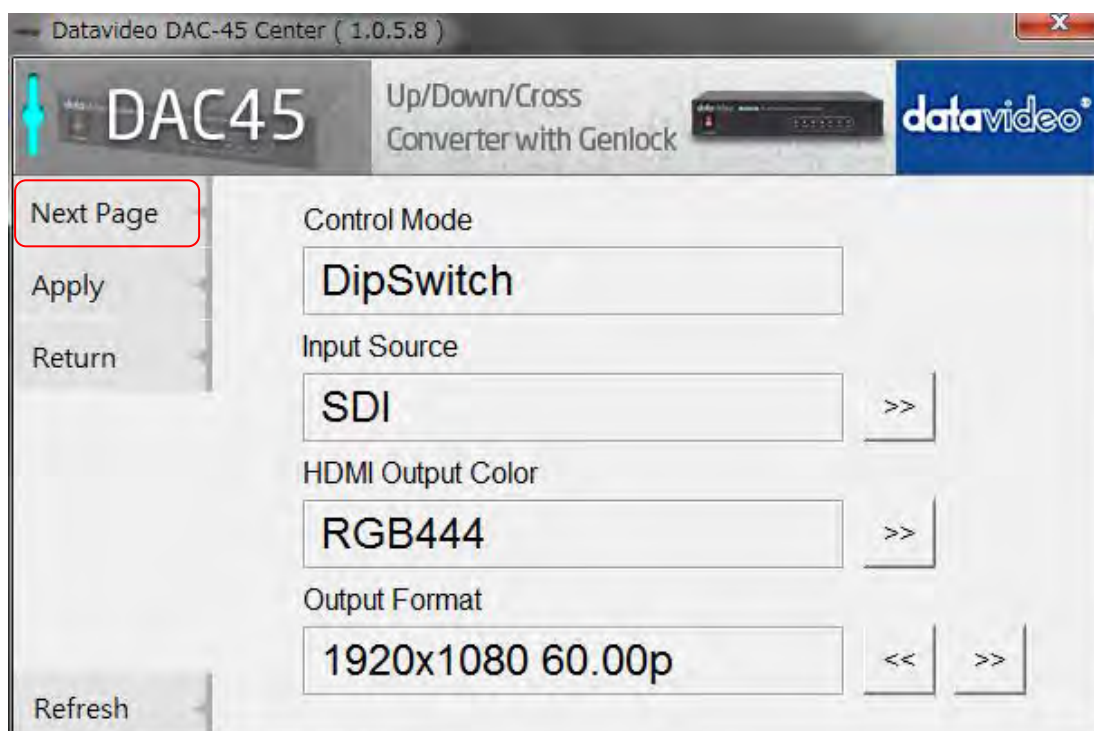 Datavideo DAC-45 Center ( 1.0.5.8 )
X
DAC45
Up/Down/Cross
Converter with Genlock
datavideo®
Next Page
Control Mode
DipSwitch
Apply
Input Source
Return
SDI
>>
HDMI Output Color
RGB444
>>
Output Format
1920x1080 60.00p
<< >>
Refresh